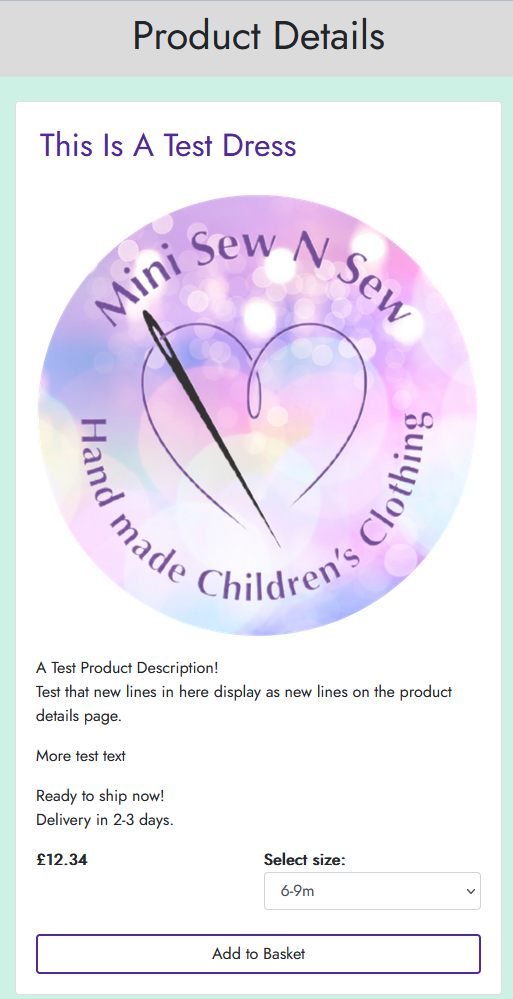 Product Details
This Is A Test Dress
Mini Sew N Sew
Hand made Children's Clothing
A Test Product Description!
Test that new lines in here display as new lines on the product
details page.
More test text
Ready to ship now!
Delivery in 2-3 days.
£12.34
Select size:
6-9m
Add to Basket